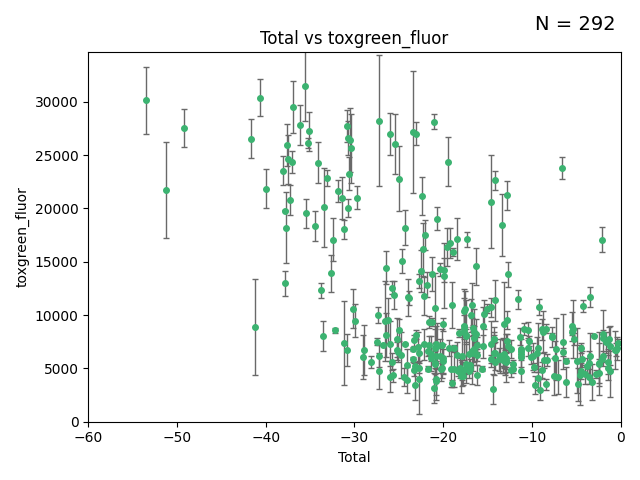 N = 292
Total vs toxgreen_fluor
toxgreen_fluor
30000
25000
20000
15000
10000
5000
0
−60 −50 −40 −30 −20 −10 0
Total